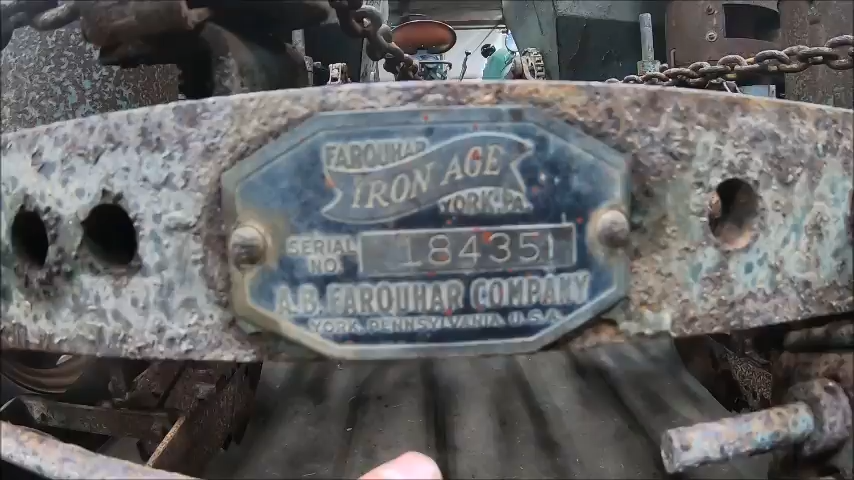 FARQUHAR
IRON AGE
YORK, PA.
SERIAL NO. 184351
A.B. FARQUHAR COMPANY
YORK, PENNSYLVANIA, U.S.A.